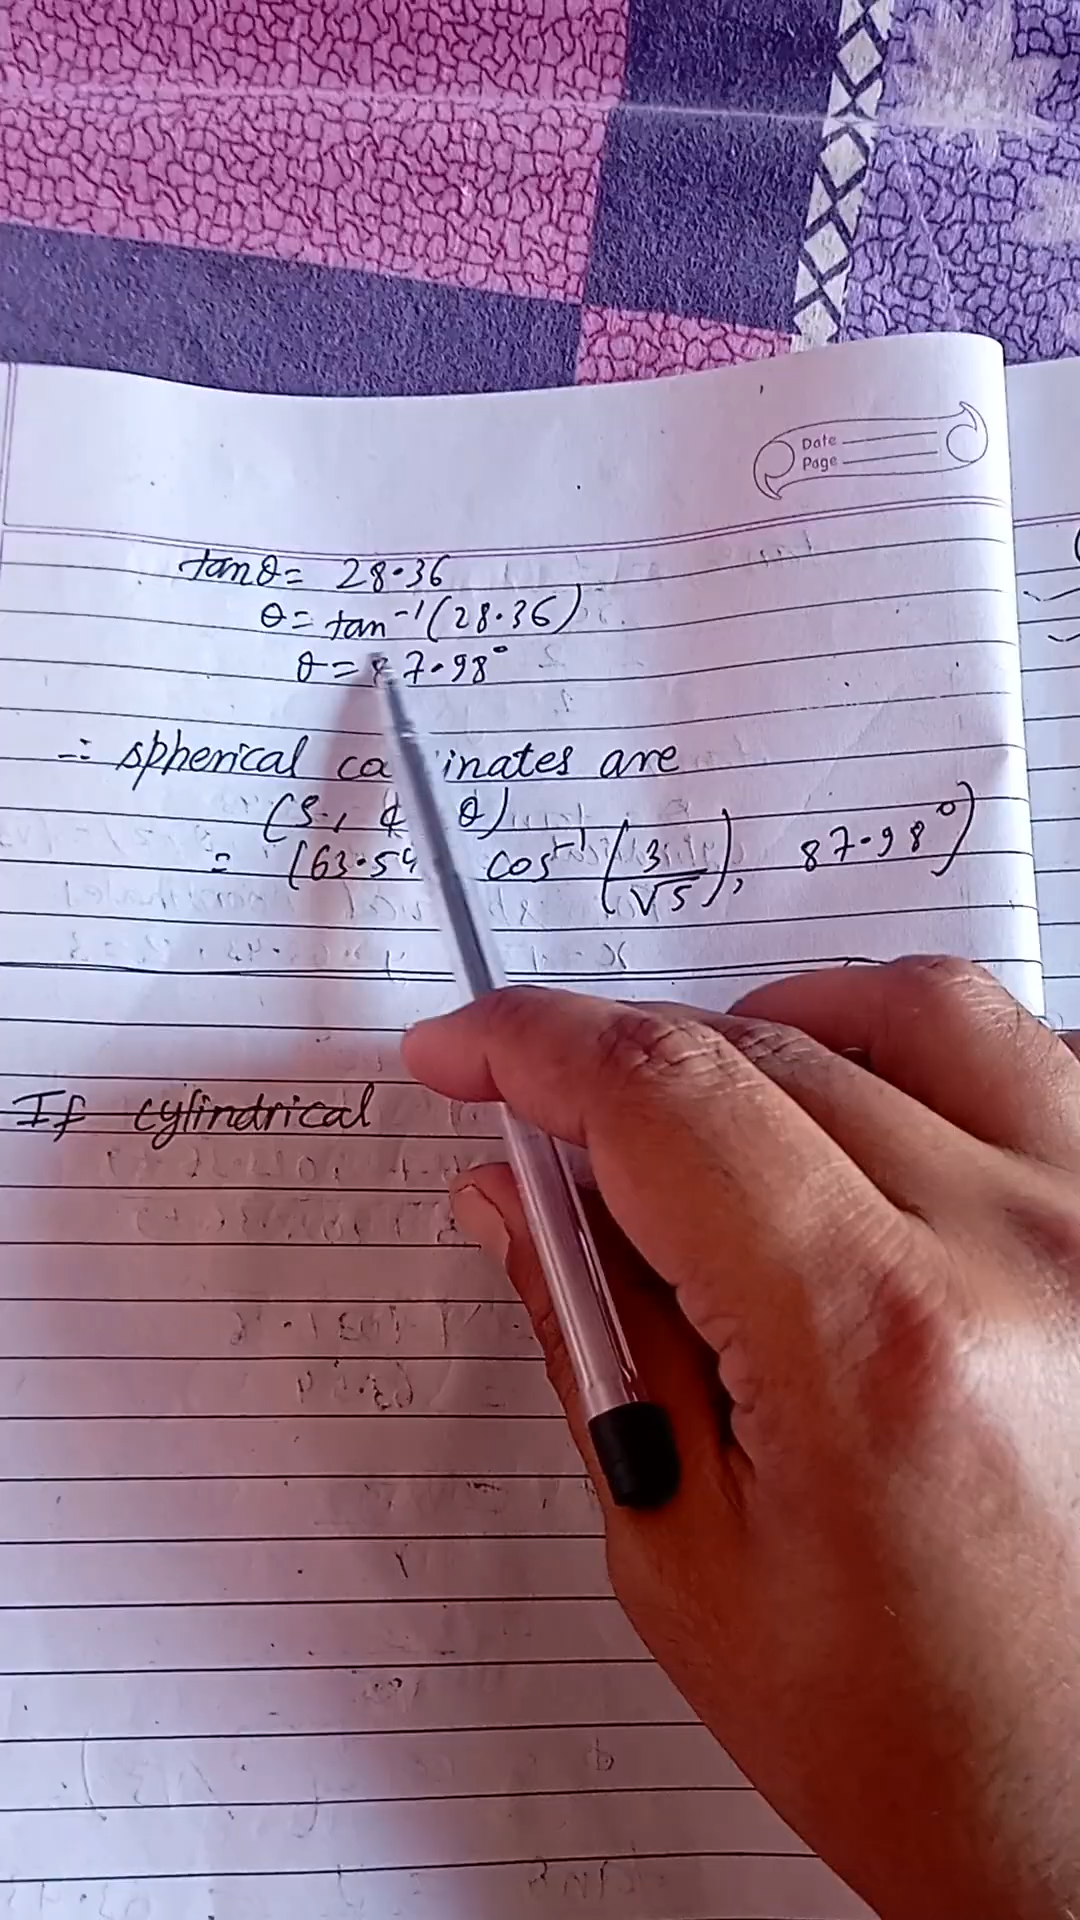 Date
Page
tanθ = 28.36
θ = tan⁻¹(28.36)
θ = 87.98°
∴ spherical inates are
θ)
= (63.54 cos⁻¹(3/√5), 87.98°)
If cylindrical